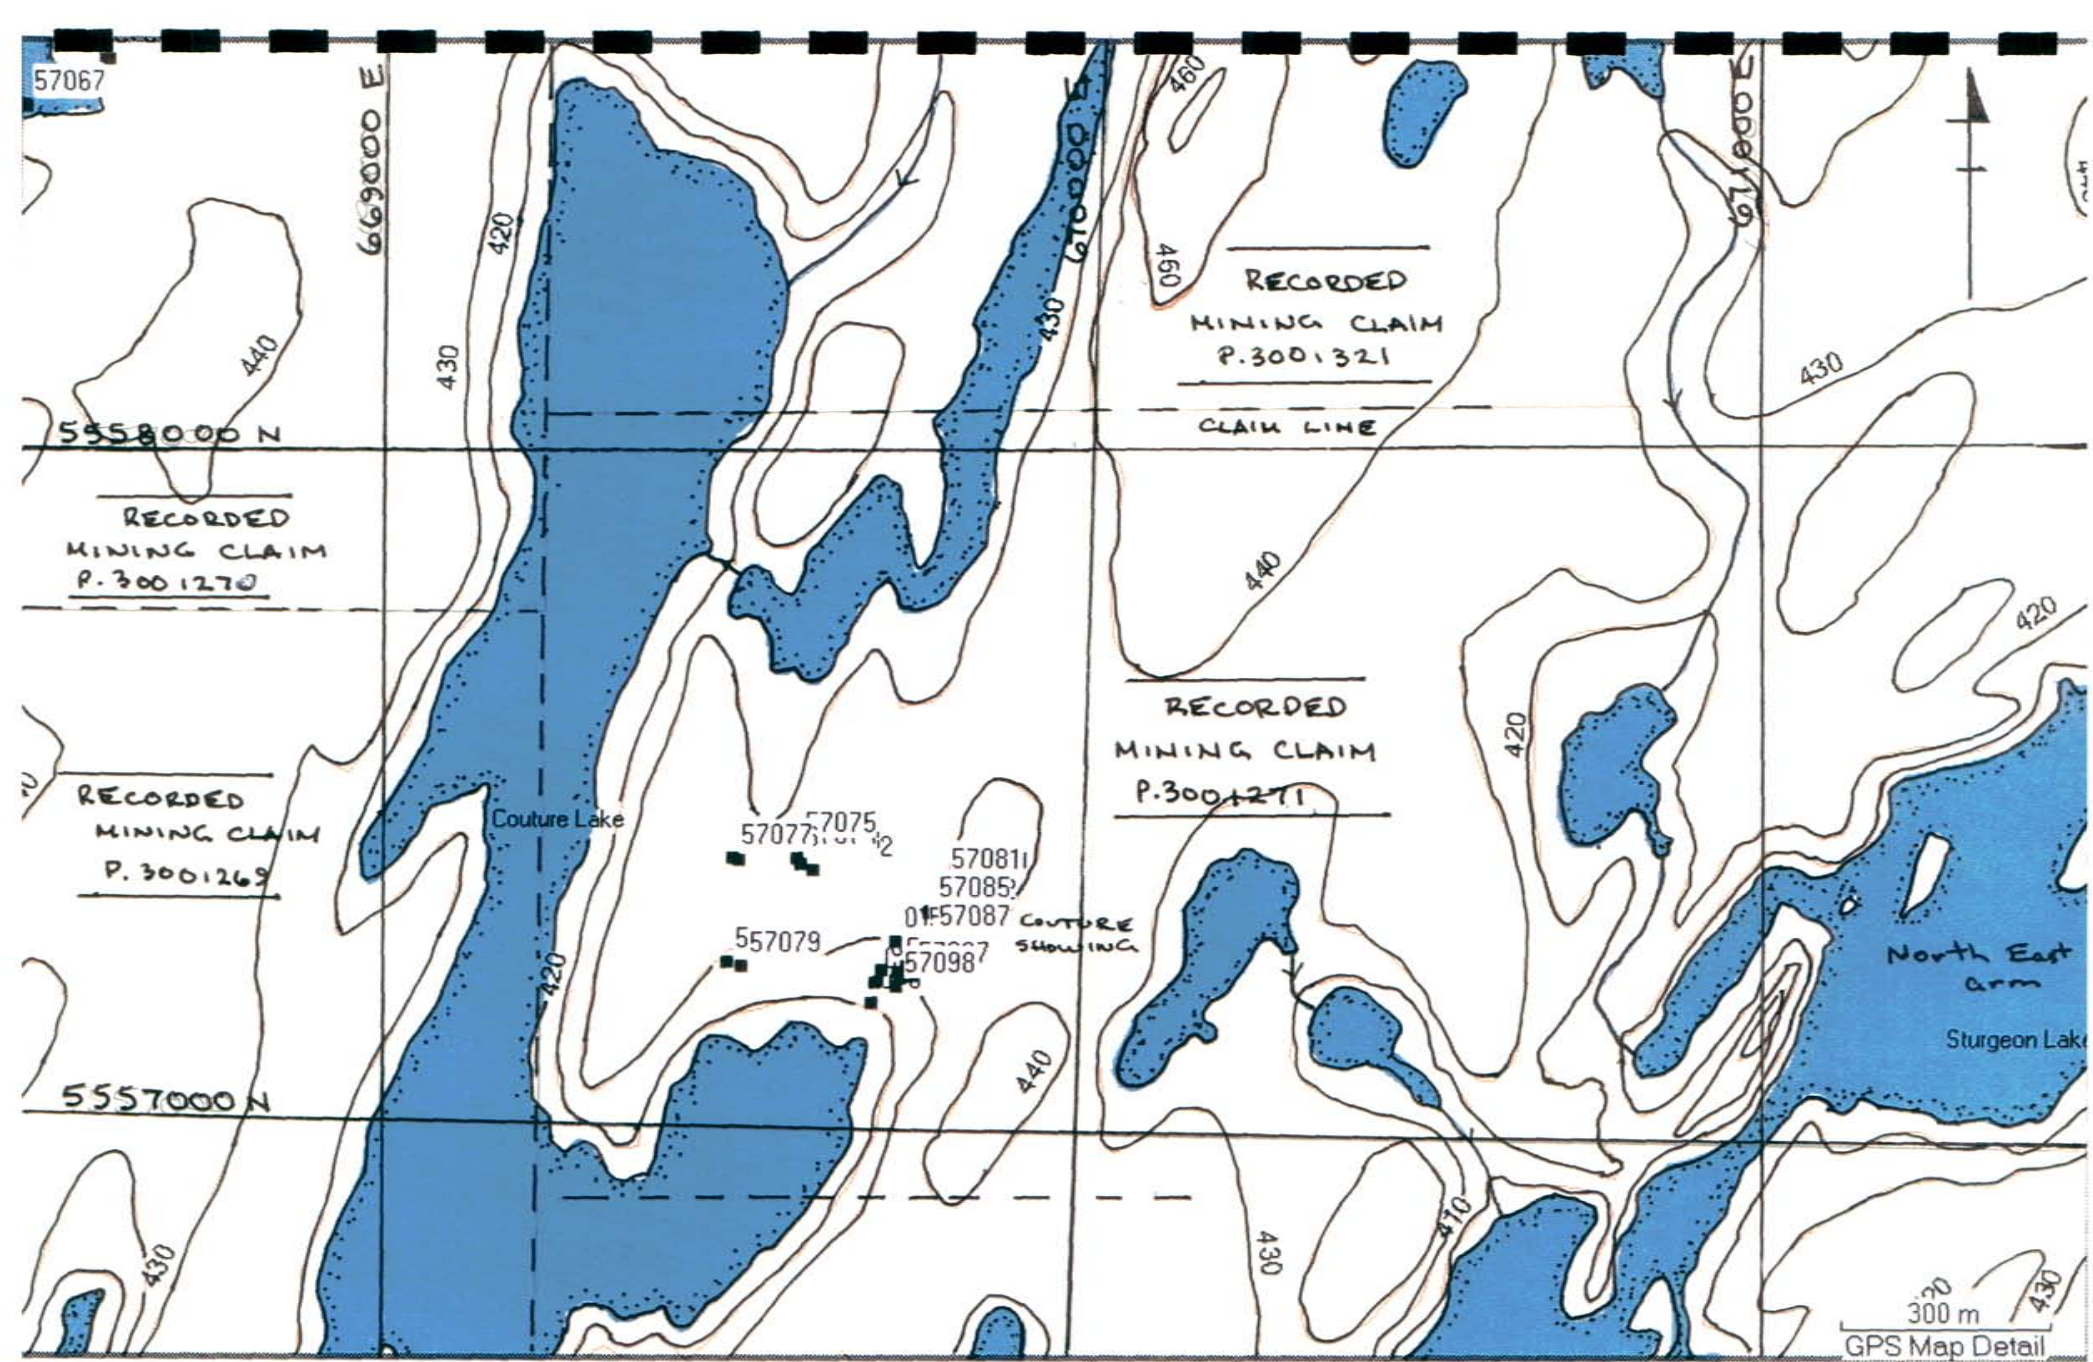 57067
669000 E
670000 E
671000 E
460
420
460
430
430
440
430
RECORDED
MINING CLAIM
P.3001321
CLAIM LINE
5558000 N
RECORDED
MINING CLAIM
P.3001270
440
420
RECORDED
MINING CLAIM
P.3001271
420
RECORDED
MINING CLAIM
P.3001269
Couture Lake
57077
57075
57081
57085
57087
COUTURE
SHOWING
557079
57098
420
North East
arm
Sturgeon Lake
440
5557000 N
410
430
430
430
300 m
GPS Map Detail